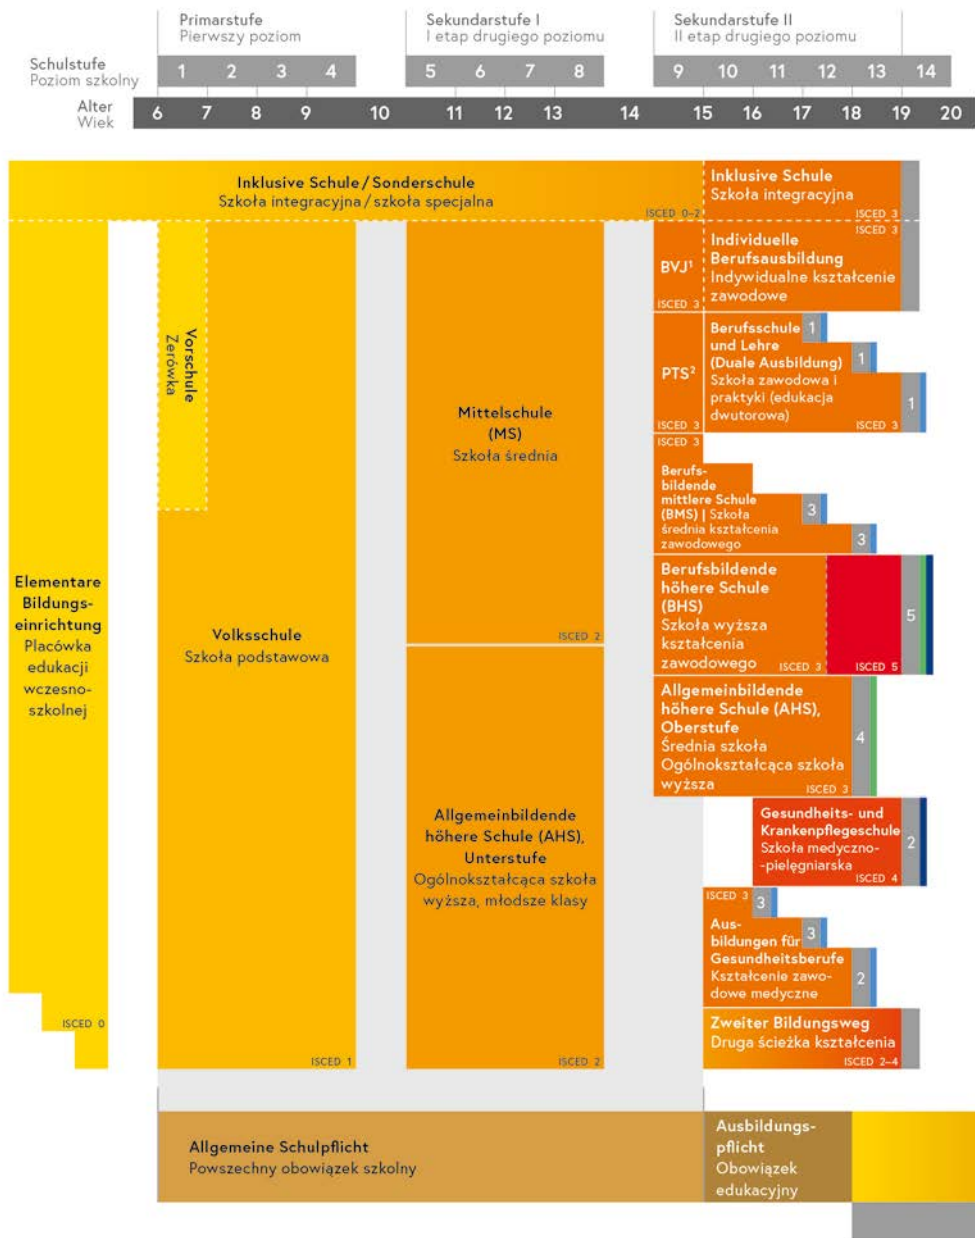 Primarstufe
Pierwszy poziom
Sekundarstufe I
I etap drugiego poziomu
Sekundarstufe II
II etap drugiego poziomu
Schulstufe
Poziom szkolny
1 2 3 4 5 6 7 8 9 10 11 12 13 14
Alter
Wiek
6 7 8 9 10 11 12 13 14 15 16 17 18 19 20
Inklusive Schule / Sonderschule
Szkoła integracyjna / szkoła specjalna
ISCED 0–2
Inklusive Schule
Szkoła integracyjna
ISCED 3
ISCED 3
BVJ¹
ISCED 3
Individuelle
Berufsausbildung
Indywidualne kształcenie
zawodowe
Vorschule
Zerówka
PTS²
ISCED 3
Berufsschule
und Lehre
(Duale Ausbildung)
Szkoła zawodowa i
praktyki (edukacja
dwutorowa)
ISCED 3
1
1
1
Mittelschule
(MS)
Szkoła średnia
ISCED 2
ISCED 3
Berufs-
bildende
mittlere Schule
(BMS) | Szkoła
średnia kształcenia
zawodowego
3
3
Elementare
Bildungs-
einrichtung
Placówka
edukacji
wczesno-
szkolnej
ISCED 0
Volksschule
Szkoła podstawowa
ISCED 1
Berufsbildende
höhere Schule
(BHS)
Szkoła wyższa
kształcenia
zawodowego
ISCED 3
ISCED 5
5
Allgemeinbildende
höhere Schule (AHS),
Oberstufe
Średnia szkoła
Ogólnokształcąca szkoła
wyższa
ISCED 3
4
Allgemeinbildende
höhere Schule (AHS),
Unterstufe
Ogólnokształcąca szkoła
wyższa, młodsze klasy
ISCED 2
Gesundheits- und
Krankenpflegeschule
Szkoła medyczno-
-pielęgniarska
ISCED 4
2
ISCED 3
3
Aus-
bildungen für
Gesundheitsberufe
Kształcenie zawo-
dowe medyczne
3
2
Zweiter Bildungsweg
Druga ścieżka kształcenia
ISCED 2–4
Allgemeine Schulpflicht
Powszechny obowiązek szkolny
Ausbildungs-
pflicht
Obowiązek
edukacyjny